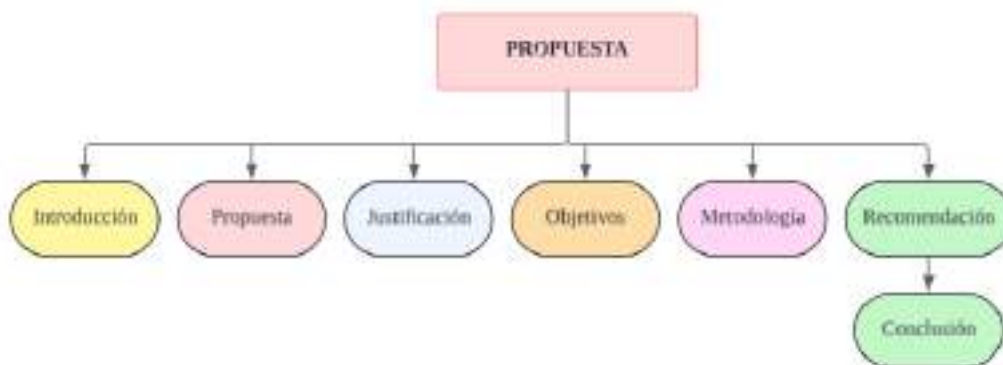 PROPUESTA
Introducción
Propuesta
Justificación
Objetivos
Metodología
Recomendación
Conclusión